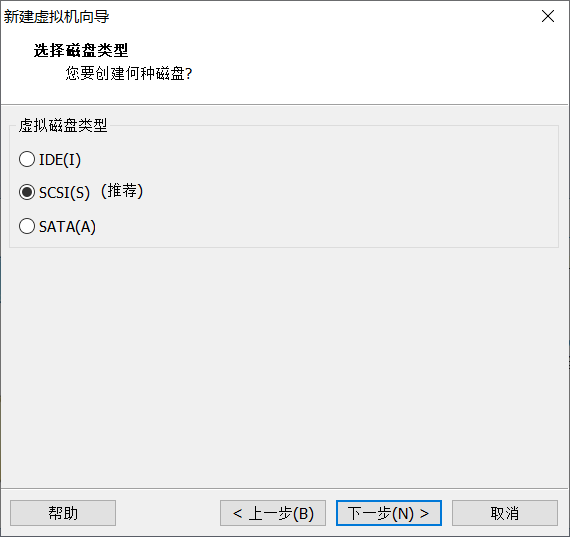 新建虚拟机向导
选择磁盘类型
您要创建何种磁盘?
虚拟磁盘类型
IDE(I)
SCSI(S) (推荐)
SATA(A)
帮助 < 上一步(B) 下一步(N) > 取消